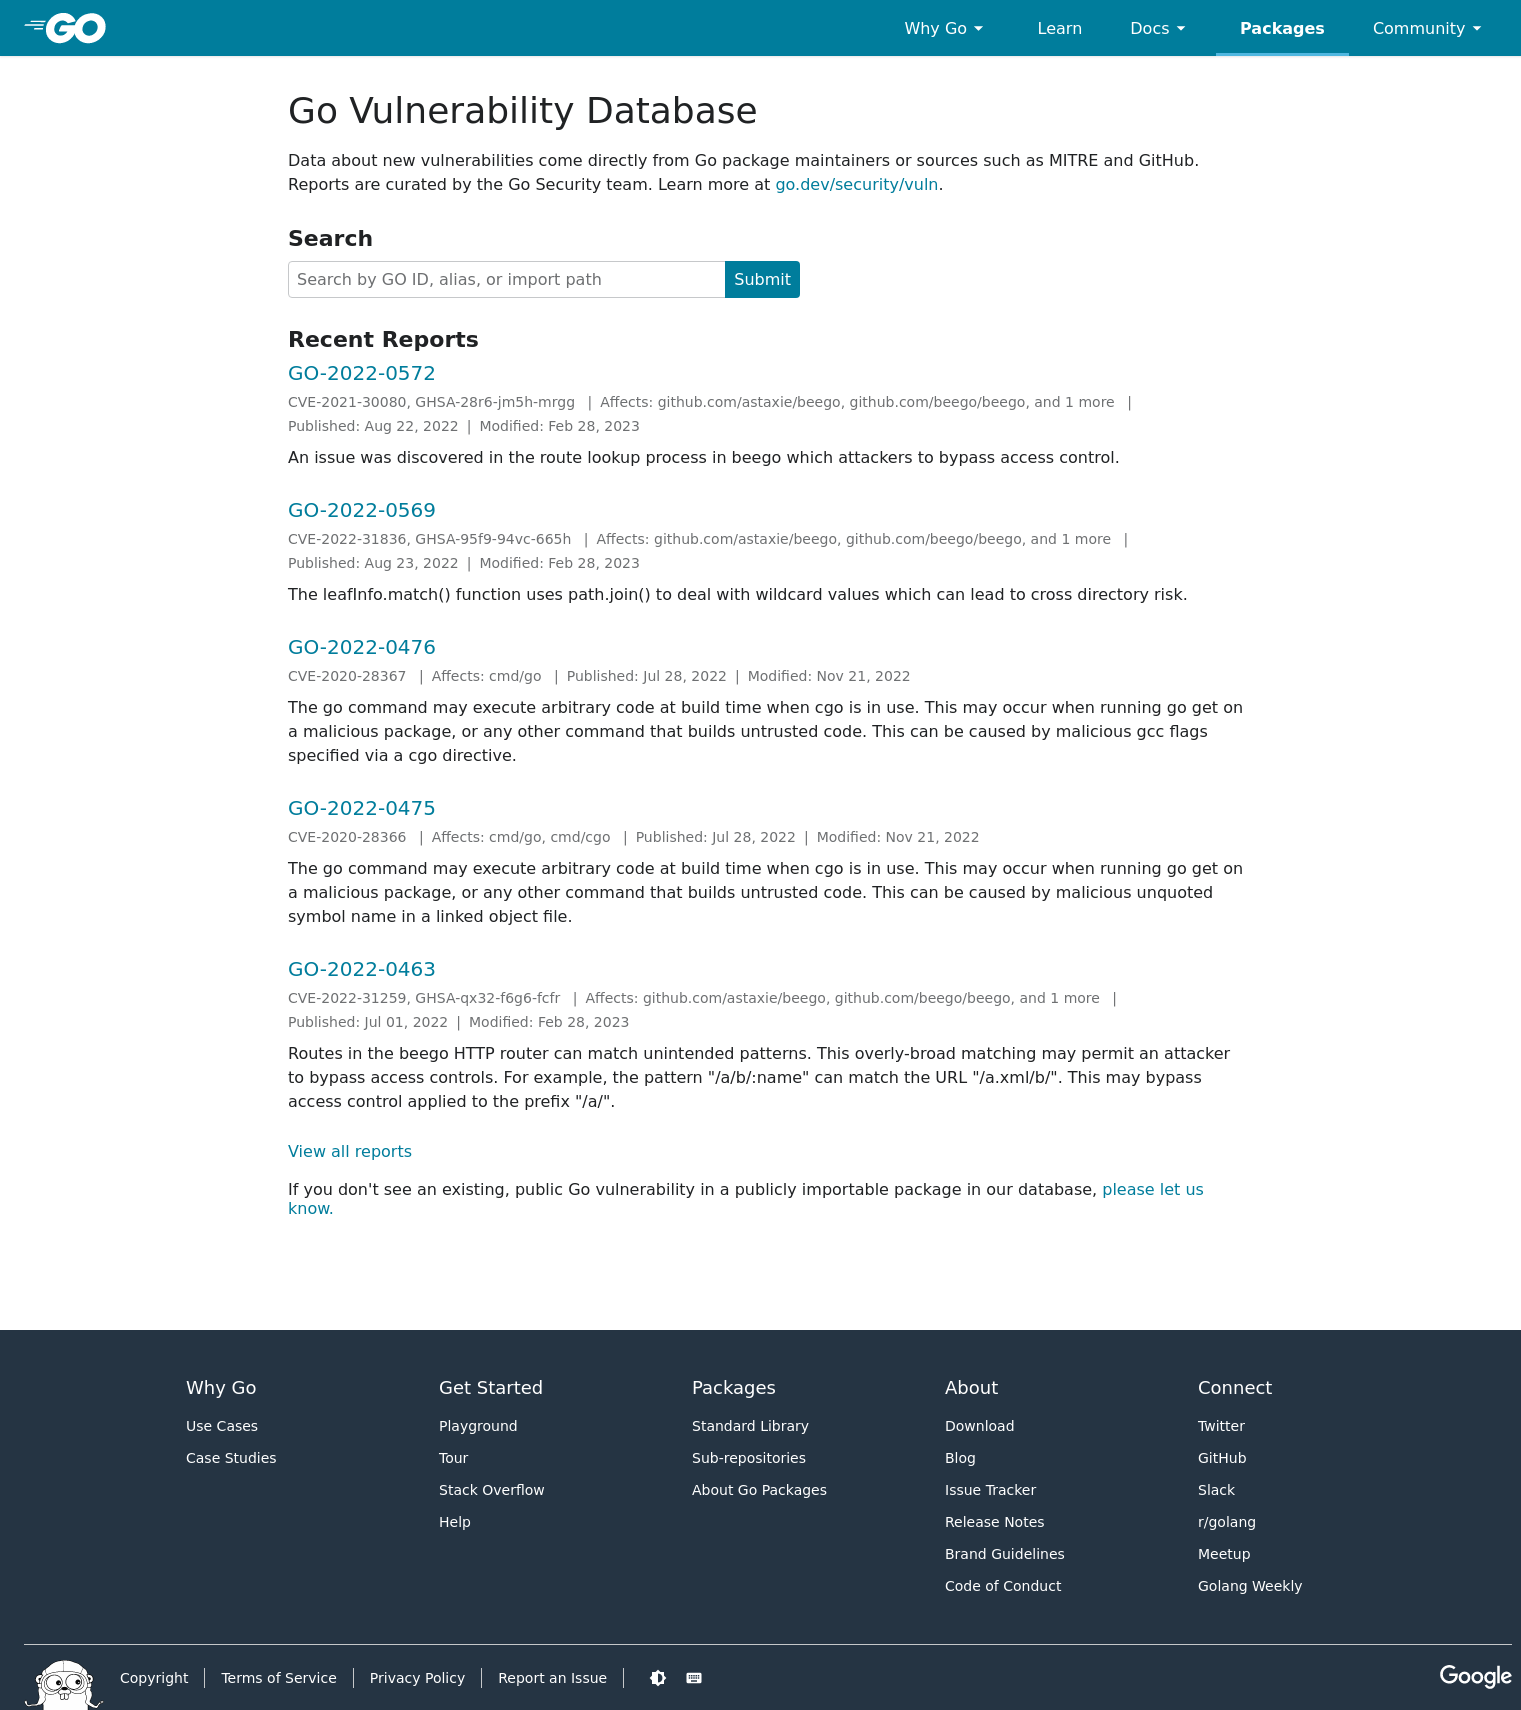 GO
Why Go
Learn
Docs
Packages
Community
Go Vulnerability Database
Data about new vulnerabilities come directly from Go package maintainers or sources such as MITRE and GitHub.
Reports are curated by the Go Security team. Learn more at go.dev/security/vuln.
Search
Search by GO ID, alias, or import path
Submit
Recent Reports
GO-2022-0572
CVE-2021-30080, GHSA-28r6-jm5h-mrgg | Affects: github.com/astaxie/beego, github.com/beego/beego, and 1 more |
Published: Aug 22, 2022 | Modified: Feb 28, 2023
An issue was discovered in the route lookup process in beego which attackers to bypass access control.
GO-2022-0569
CVE-2022-31836, GHSA-95f9-94vc-665h | Affects: github.com/astaxie/beego, github.com/beego/beego, and 1 more |
Published: Aug 23, 2022 | Modified: Feb 28, 2023
The leafInfo.match() function uses path.join() to deal with wildcard values which can lead to cross directory risk.
GO-2022-0476
CVE-2020-28367 | Affects: cmd/go | Published: Jul 28, 2022 | Modified: Nov 21, 2022
The go command may execute arbitrary code at build time when cgo is in use. This may occur when running go get on
a malicious package, or any other command that builds untrusted code. This can be caused by malicious gcc flags
specified via a cgo directive.
GO-2022-0475
CVE-2020-28366 | Affects: cmd/go, cmd/cgo | Published: Jul 28, 2022 | Modified: Nov 21, 2022
The go command may execute arbitrary code at build time when cgo is in use. This may occur when running go get on
a malicious package, or any other command that builds untrusted code. This can be caused by malicious unquoted
symbol name in a linked object file.
GO-2022-0463
CVE-2022-31259, GHSA-qx32-f6g6-fcfr | Affects: github.com/astaxie/beego, github.com/beego/beego, and 1 more |
Published: Jul 01, 2022 | Modified: Feb 28, 2023
Routes in the beego HTTP router can match unintended patterns. This overly-broad matching may permit an attacker
to bypass access controls. For example, the pattern "/a/b/:name" can match the URL "/a.xml/b/". This may bypass
access control applied to the prefix "/a/".
View all reports
If you don't see an existing, public Go vulnerability in a publicly importable package in our database, please let us
know.
Why Go
Use Cases
Case Studies
Get Started
Playground
Tour
Stack Overflow
Help
Packages
Standard Library
Sub-repositories
About Go Packages
About
Download
Blog
Issue Tracker
Release Notes
Brand Guidelines
Code of Conduct
Connect
Twitter
GitHub
Slack
r/golang
Meetup
Golang Weekly
Copyright
Terms of Service
Privacy Policy
Report an Issue
Google